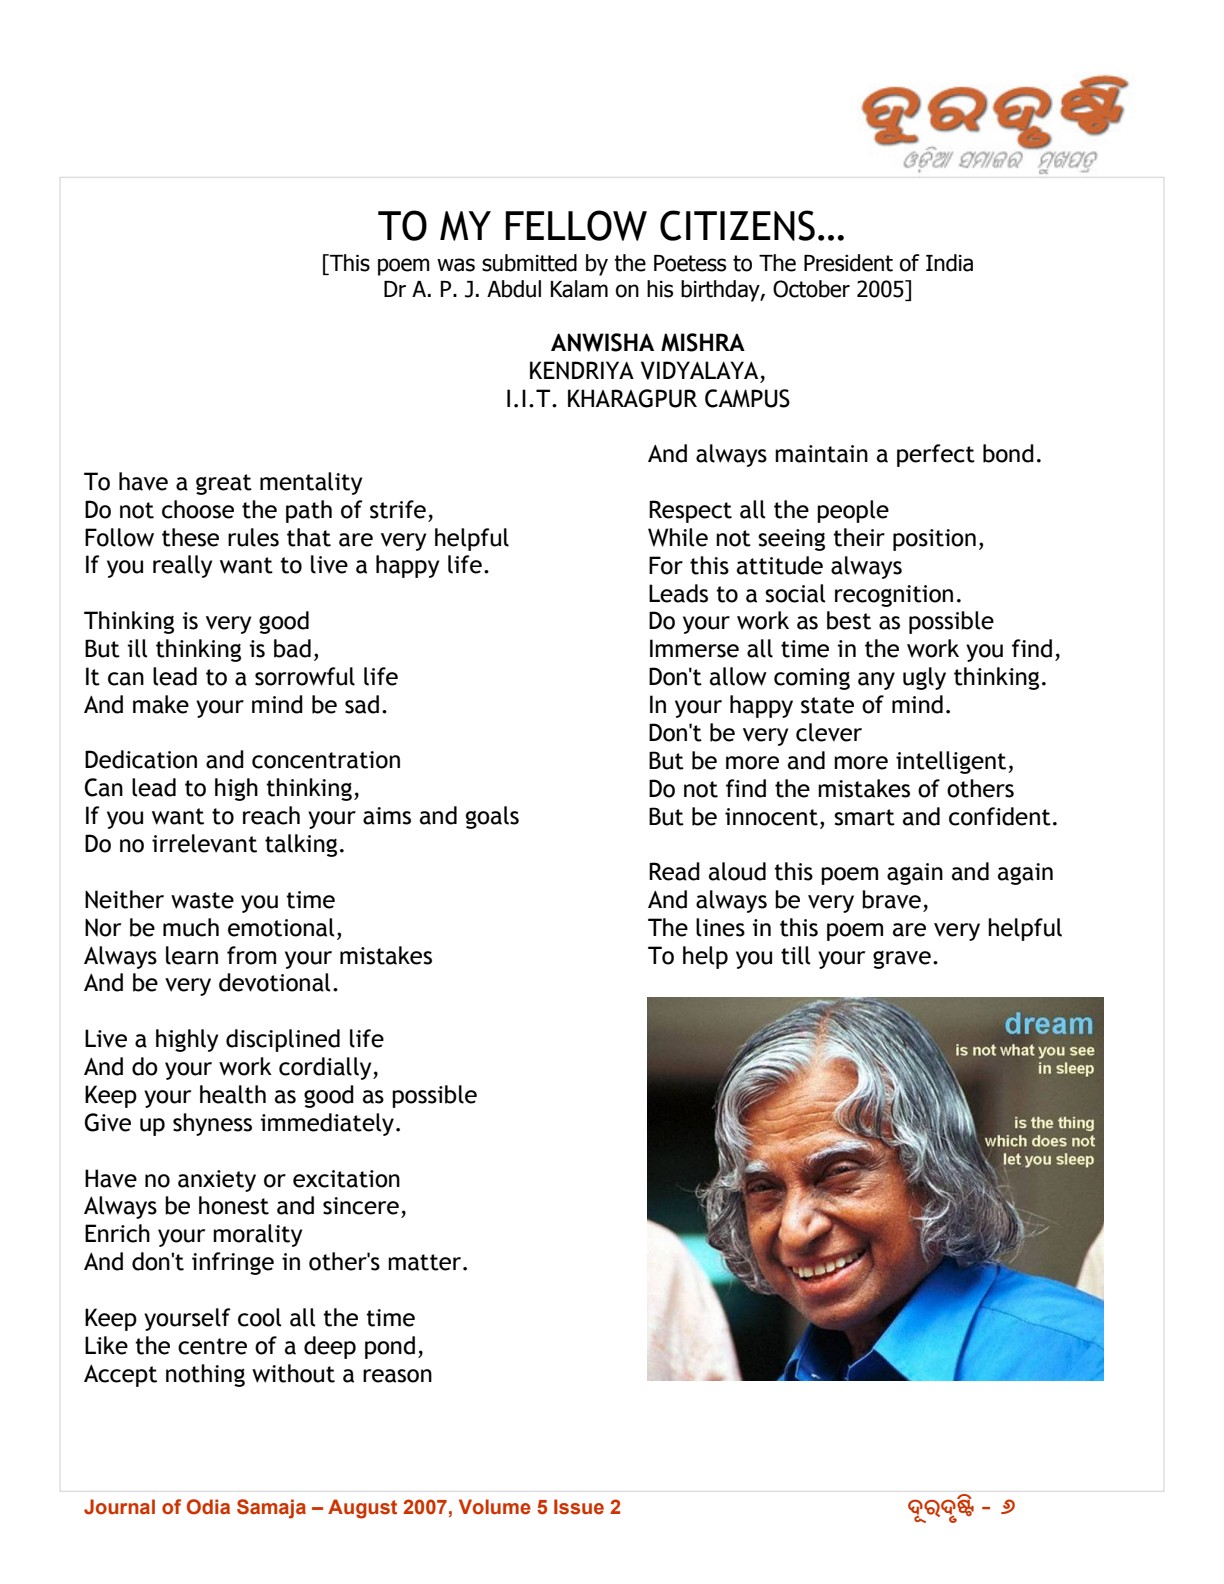 ଦୂରଦୃଷ୍ଟି
ଓଡ଼ିଆ ସମାଜର ମୁଖପତ୍ର
TO MY FELLOW CITIZENS…
[This poem was submitted by the Poetess to The President of India
Dr A. P. J. Abdul Kalam on his birthday, October 2005]
ANWISHA MISHRA
KENDRIYA VIDYALAYA,
I.I.T. KHARAGPUR CAMPUS
To have a great mentality
Do not choose the path of strife,
Follow these rules that are very helpful
If you really want to live a happy life.
Thinking is very good
But ill thinking is bad,
It can lead to a sorrowful life
And make your mind be sad.
Dedication and concentration
Can lead to high thinking,
If you want to reach your aims and goals
Do no irrelevant talking.
Neither waste you time
Nor be much emotional,
Always learn from your mistakes
And be very devotional.
Live a highly disciplined life
And do your work cordially,
Keep your health as good as possible
Give up shyness immediately.
Have no anxiety or excitation
Always be honest and sincere,
Enrich your morality
And don't infringe in other's matter.
Keep yourself cool all the time
Like the centre of a deep pond,
Accept nothing without a reason
And always maintain a perfect bond.
Respect all the people
While not seeing their position,
For this attitude always
Leads to a social recognition.
Do your work as best as possible
Immerse all time in the work you find,
Don't allow coming any ugly thinking.
In your happy state of mind.
Don't be very clever
But be more and more intelligent,
Do not find the mistakes of others
But be innocent, smart and confident.
Read aloud this poem again and again
And always be very brave,
The lines in this poem are very helpful
To help you till your grave.
dream
is not what you see
in sleep
is the thing
which does not
let you sleep
Journal of Odia Samaja – August 2007, Volume 5 Issue 2
ଦୂରଦୃଷ୍ଟି - ୬